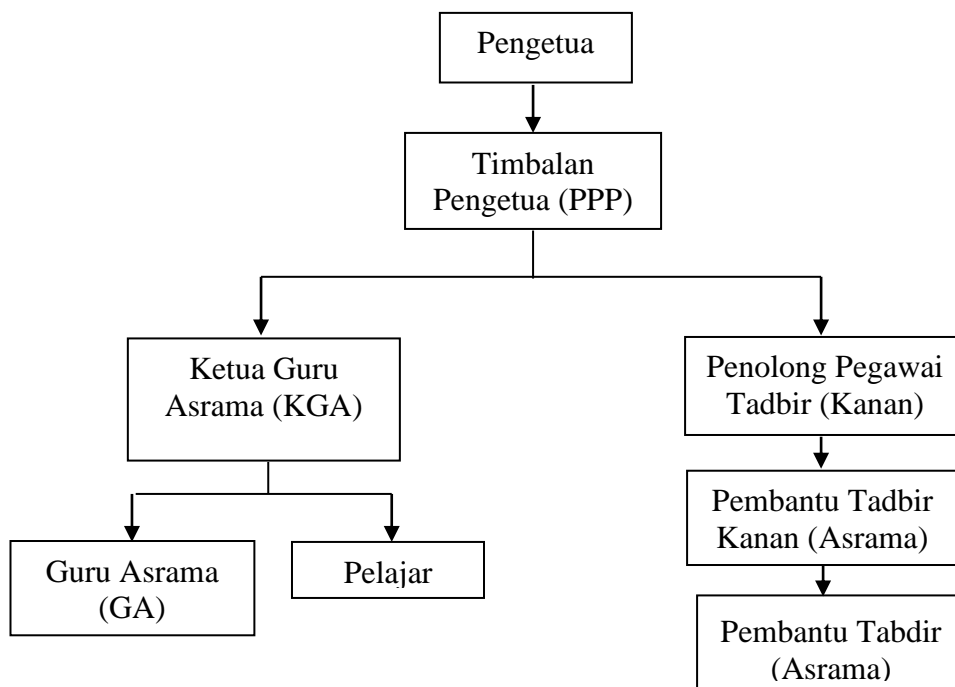 Pengetua
Timbalan
Pengetua (PPP)
Ketua Guru
Asrama (KGA)
Penolong Pegawai
Tadbir (Kanan)
Guru Asrama
(GA)
Pelajar
Pembantu Tadbir
Kanan (Asrama)
Pembantu Tabdir
(Asrama)